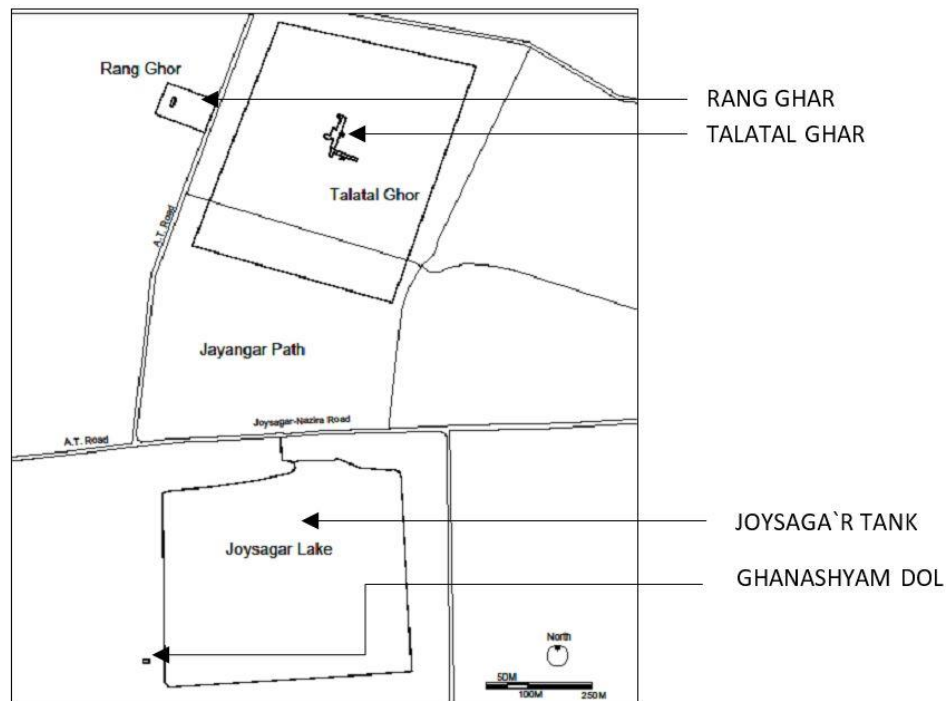 Rang Ghor
RANG GHAR
TALATAL GHAR
Talatal Ghor
A.T. Road
Jayangar Path
Joysagar-Nazira Road
A.T. Road
JOYSAGA`R TANK
Joysagar Lake
GHANASHYAM DOL
North
50M
100M 250M